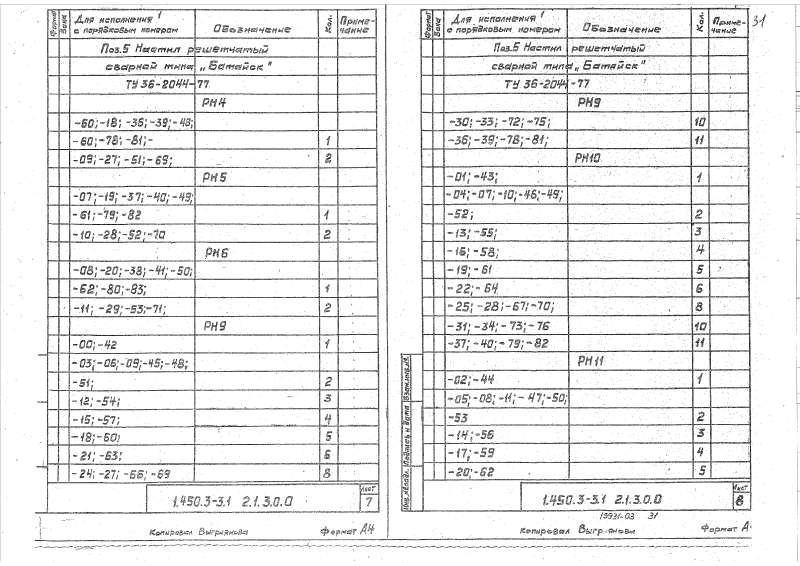 Формат
Зона
Для исполнения 1
с порядковым номером
Обозначение
Кол.
Приме-
чание
Поз.5 Настил решетчатый
сварной типа „Батайск"
ТУ 36-2044-77
РН4
-60;-18;-36;-39;-48;
-60;-78;-81;-
1
-09;-27;-51;-69;
2
РН5
-07;-19;-37;-40;-49;
-61;-79;-82
1
-10;-28;-52;-70
2
РН6
-08;-20;-38;-41;-50;
-62;-80;-83;
1
-11;-29;-53;-71;
2
РН9
-00;-42
1
-03;-06;-09;-45;-48;
-51;
2
-12;-54;
3
-15;-57;
4
-18;-60;
5
-21;-63;
6
-24;-27;-66;-69
8
1.450.3-3.1 2.1.3.0.0
Лист
7
Копировал Выгриянова
Формат А4
31
Формат
Зона
Для исполнения 1
с порядковым номером
Обозначение
Кол.
Приме-
чание
Поз.5 Настил решетчатый
сварной типа „Батайск"
ТУ 36-2044-77
РН9
-30;-33;-72;-75;
10
-36;-39;-78;-81;
11
РН10
-01;-43;
1
-04;-07;-10;-46;-49;
-52;
2
-13;-55;
3
-16;-58;
4
-19;-61
5
-22;-64
6
-25;-28;-67;-70;
8
-31;-34;-73;-76
10
-37;-40;-79;-82
11
РН11
-02;-44
1
-05;-08;-11;-47;-50;
-53
2
-14;-56
3
-17;-59
4
-20;-62
5
Инв.№ подл. Подпись и дата Взам.инв.№
1.450.3-3.1 2.1.3.0.0
Лист
8
19931-03 31
Копировал Выгриянова
Формат А-